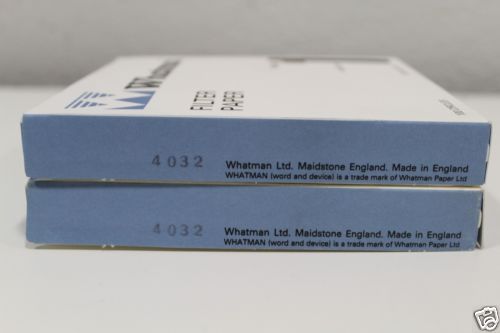 FILTER
PAPER
4032
Whatman Ltd. Maidstone England. Made in England
WHATMAN (word and device) is a trade mark of Whatman Paper Ltd
4032
Whatman Ltd. Maidstone England. Made in England
WHATMAN (word and device) is a trade mark of Whatman Paper Ltd
ebay